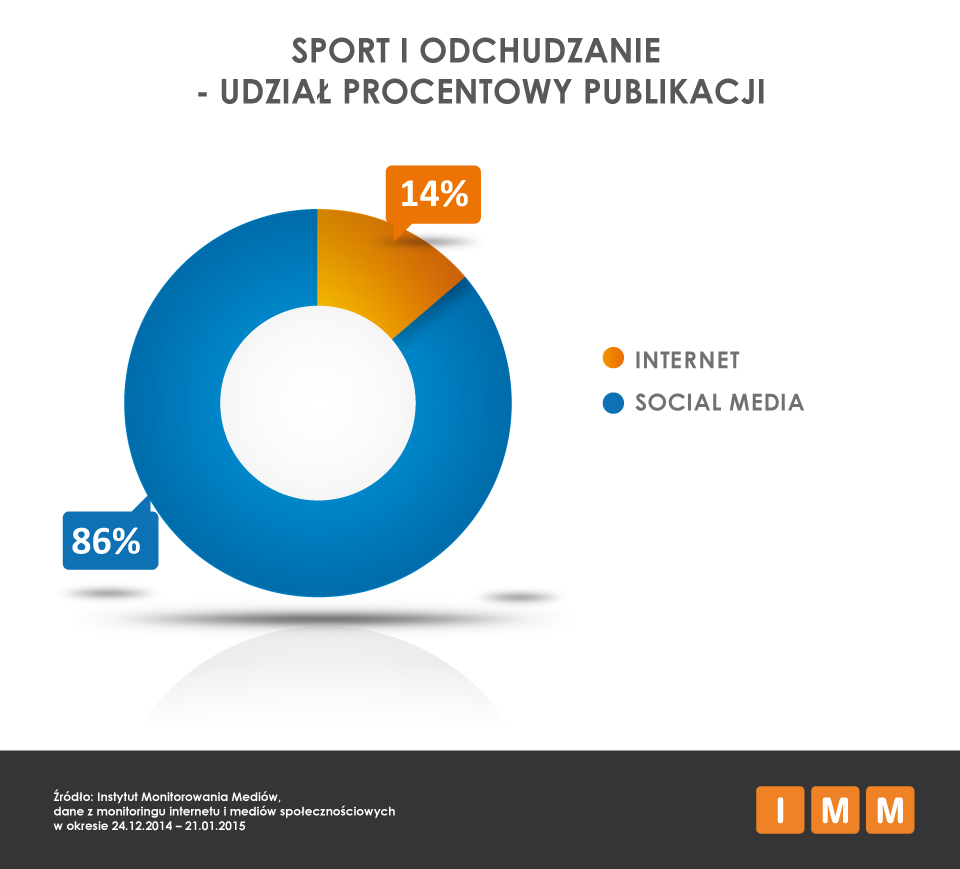 SPORT I ODCHUDZANIE
- UDZIAŁ PROCENTOWY PUBLIKACJI
14%
INTERNET
SOCIAL MEDIA
86%
Źródło: Instytut Monitorowania Mediów,
dane z monitoringu internetu i mediów społecznościowych
w okresie 24.12.2014 – 21.01.2015
IMM